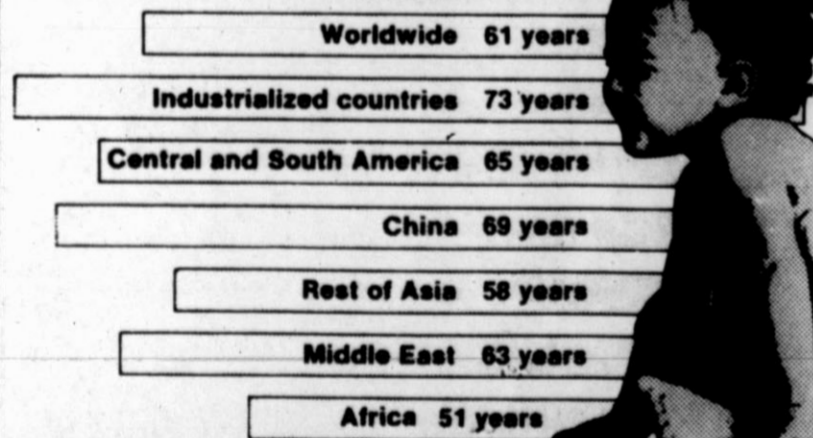 Worldwide 61 years
Industrialized countries 73 years
Central and South America 65 years
China 69 years
Rest of Asia 58 years
Middle East 63 years
Africa 51 years